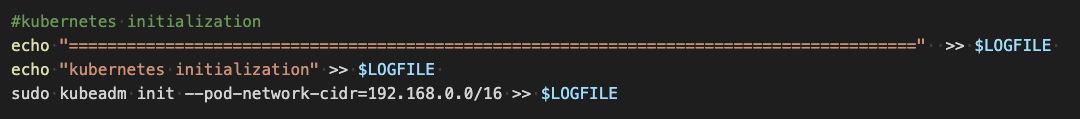 #kubernetes initialization
echo "========================================================================================" >> $LOGFILE
echo "kubernetes initialization" >> $LOGFILE
sudo kubeadm init --pod-network-cidr=192.168.0.0/16 >> $LOGFILE